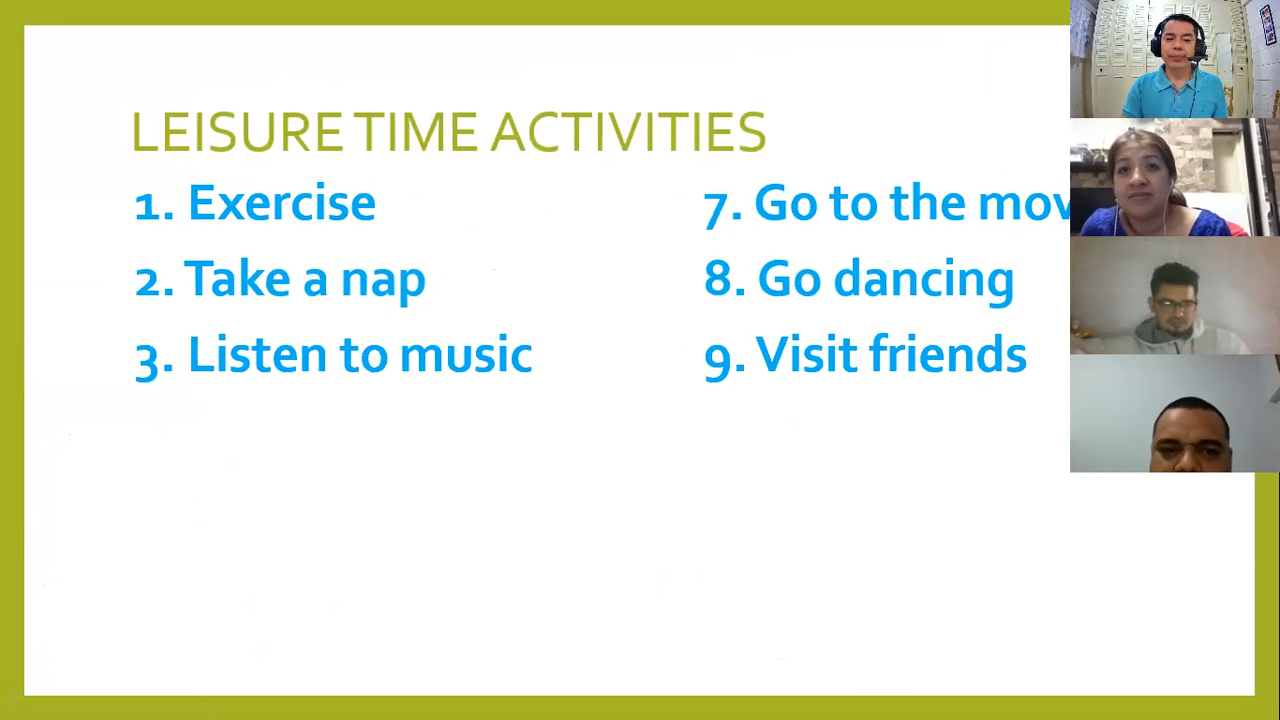 LEISURE TIME ACTIVITIES
1. Exercise
2. Take a nap
3. Listen to music
7. Go to the
8. Go dancing
9. Visit friends